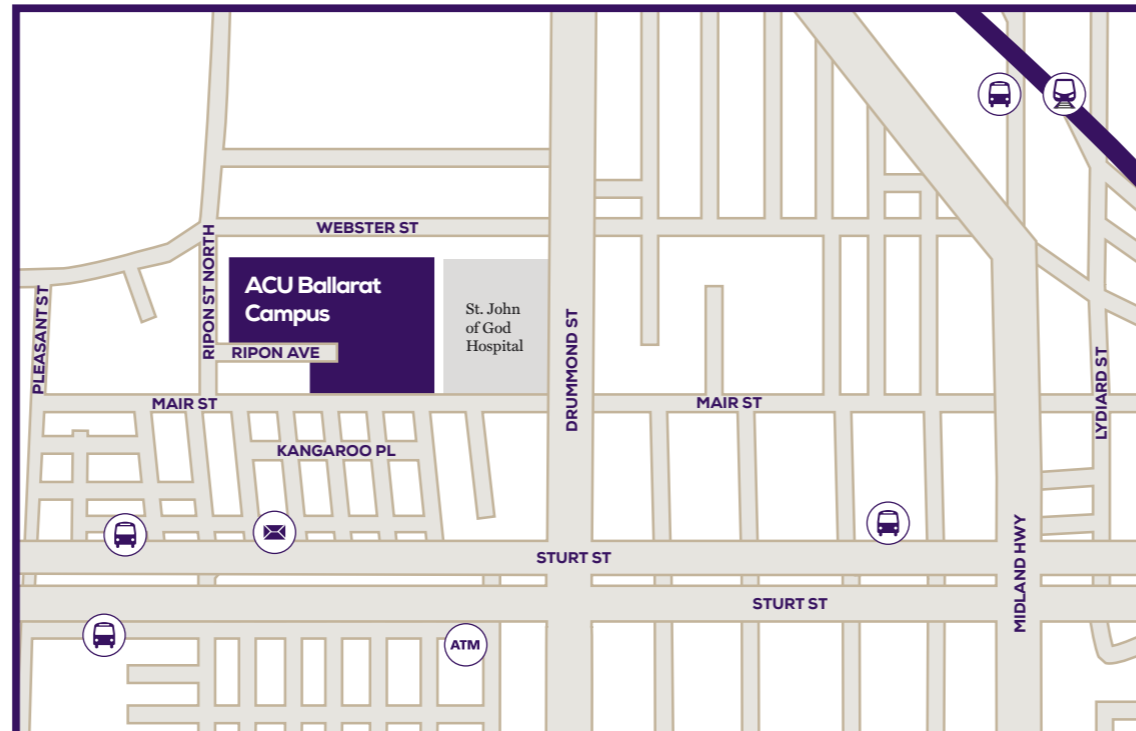 WEBSTER ST
RIPON ST NORTH
ACU Ballarat
Campus
St. John
of God
Hospital
PLEASANT ST
RIPON AVE
DRUMMOND ST
LYDIARD ST
MAIR ST
MAIR ST
KANGAROO PL
STURT ST
MIDLAND HWY
STURT ST
ATM